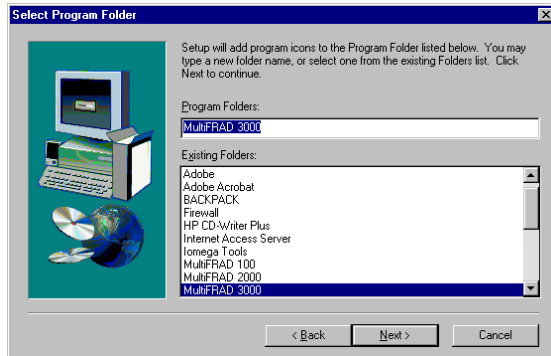 Select Program Folder
Setup will add program icons to the Program Folder listed below. You may
type a new folder name, or select one from the existing Folders list. Click
Next to continue.
Program Folders:
MultiFRAD 3000
Existing Folders:
Adobe
Adobe Acrobat
BACKPACK
Firewall
HP CD-Writer Plus
Internet Access Server
Iomega Tools
MultiFRAD 100
MultiFRAD 2000
MultiFRAD 3000
< Back
Next >
Cancel